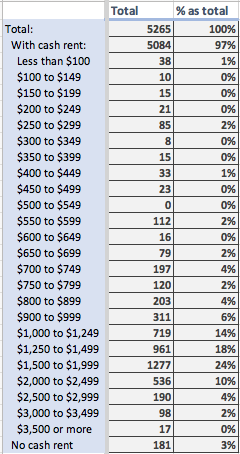 Total % as total
Total: 5265 100%
With cash rent: 5084 97%
Less than $100 38 1%
$100 to $149 10 0%
$150 to $199 15 0%
$200 to $249 21 0%
$250 to $299 85 2%
$300 to $349 8 0%
$350 to $399 15 0%
$400 to $449 33 1%
$450 to $499 23 0%
$500 to $549 0 0%
$550 to $599 112 2%
$600 to $649 16 0%
$650 to $699 79 2%
$700 to $749 197 4%
$750 to $799 120 2%
$800 to $899 203 4%
$900 to $999 311 6%
$1,000 to $1,249 719 14%
$1,250 to $1,499 961 18%
$1,500 to $1,999 1277 24%
$2,000 to $2,499 536 10%
$2,500 to $2,999 190 4%
$3,000 to $3,499 98 2%
$3,500 or more 17 0%
No cash rent 181 3%